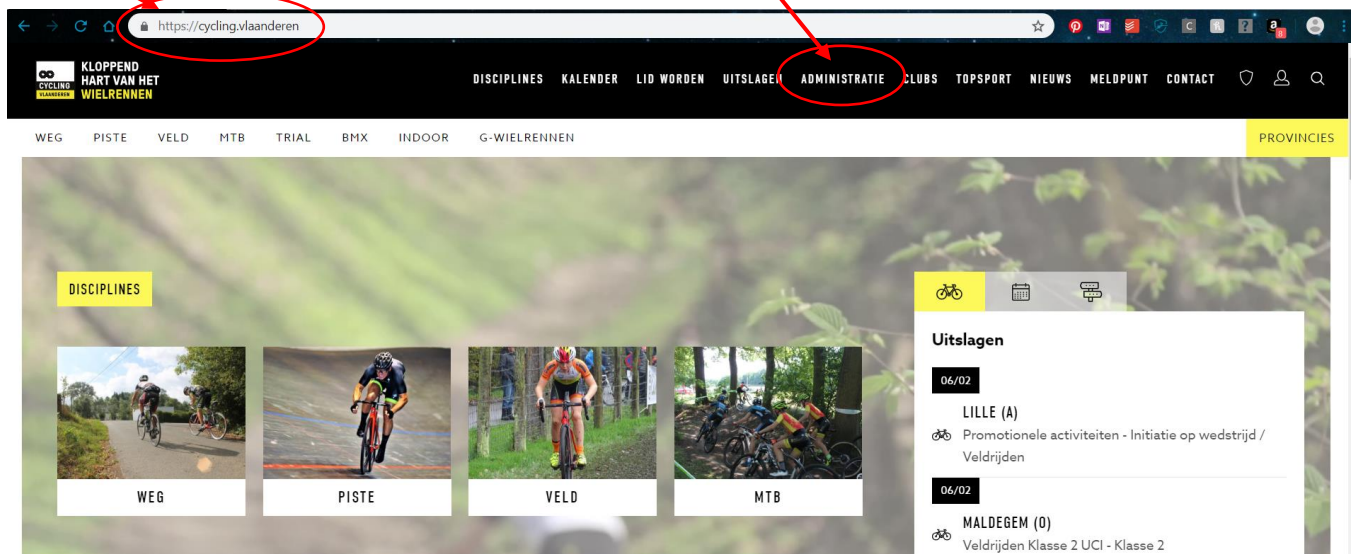 https://cycling.vlaanderen
8
CYCLING
VLAANDEREN
KLOPPEND
HART VAN HET
WIELRENNEN
DISCIPLINES KALENDER LID WORDEN UITSLAGEN ADMINISTRATIE CLUBS TOPSPORT NIEUWS MELDPUNT CONTACT
WEG PISTE VELD MTB TRIAL BMX INDOOR G-WIELRENNEN PROVINCIES
DISCIPLINES
WEG PISTE VELD MTB
Uitslagen
06/02
LILLE (A)
Promotionele activiteiten - Initiatie op wedstrijd /
Veldrijden
06/02
MALDEGEM (O)
Veldrijden Klasse 2 UCI - Klasse 2